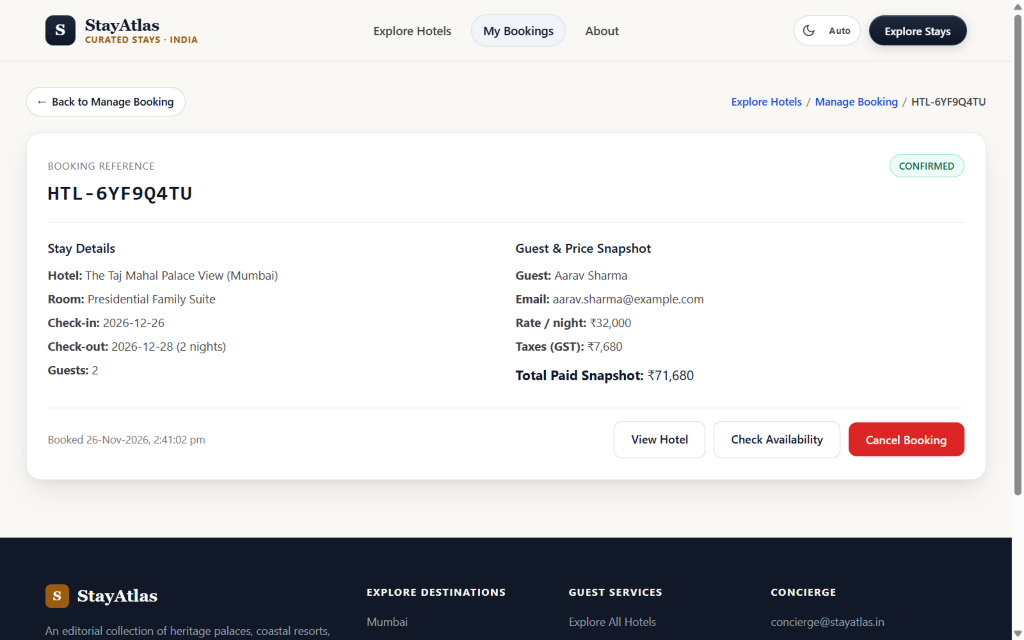 S StayAtlas
CURATED STAYS · INDIA
Explore Hotels
My Bookings
About
Auto
Explore Stays
← Back to Manage Booking
Explore Hotels / Manage Booking / HTL-6YF9Q4TU
BOOKING REFERENCE
HTL-6YF9Q4TU
CONFIRMED
Stay Details
Hotel: The Taj Mahal Palace View (Mumbai)
Room: Presidential Family Suite
Check-in: 2026-12-26
Check-out: 2026-12-28 (2 nights)
Guests: 2
Guest & Price Snapshot
Guest: Aarav Sharma
Email: aarav.sharma@example.com
Rate / night: ₹32,000
Taxes (GST): ₹7,680
Total Paid Snapshot: ₹71,680
Booked 26-Nov-2026, 2:41:02 pm
View Hotel
Check Availability
Cancel Booking
S StayAtlas
An editorial collection of heritage palaces, coastal resorts,
EXPLORE DESTINATIONS
Mumbai
GUEST SERVICES
Explore All Hotels
CONCIERGE
concierge@stayatlas.in